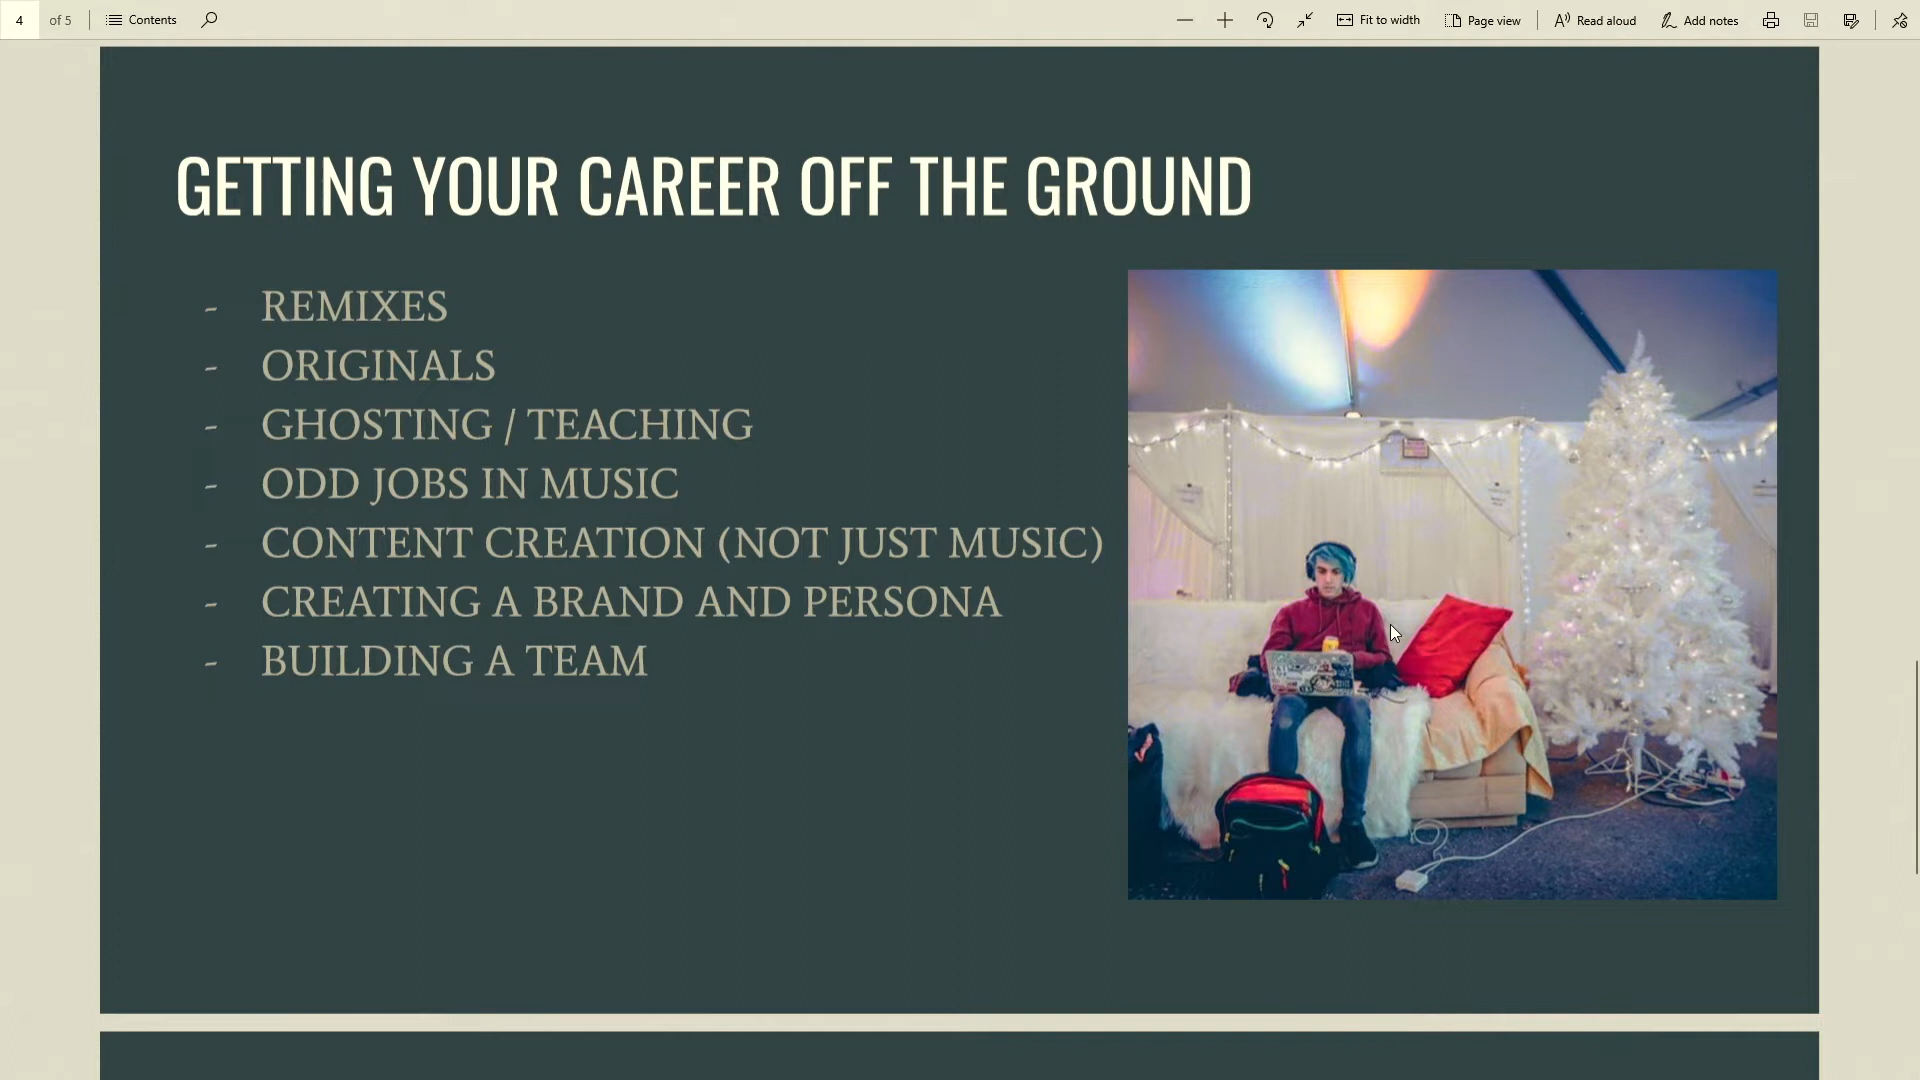 4 of 5 Contents Fit to width Page view Read aloud Add notes
GETTING YOUR CAREER OFF THE GROUND
- REMIXES
- ORIGINALS
- GHOSTING / TEACHING
- ODD JOBS IN MUSIC
- CONTENT CREATION (NOT JUST MUSIC)
- CREATING A BRAND AND PERSONA
- BUILDING A TEAM